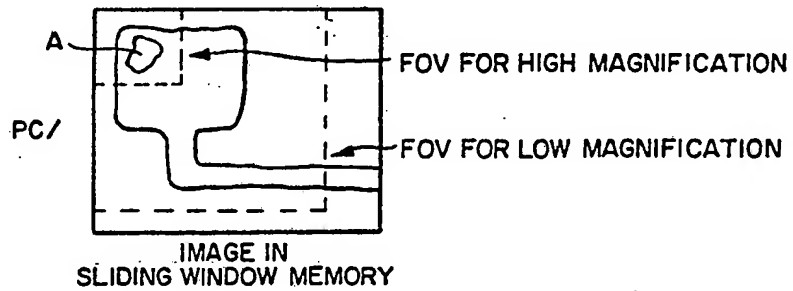 A
FOV FOR HIGH MAGNIFICATION
PC/
FOV FOR LOW MAGNIFICATION
IMAGE IN
SLIDING WINDOW MEMORY